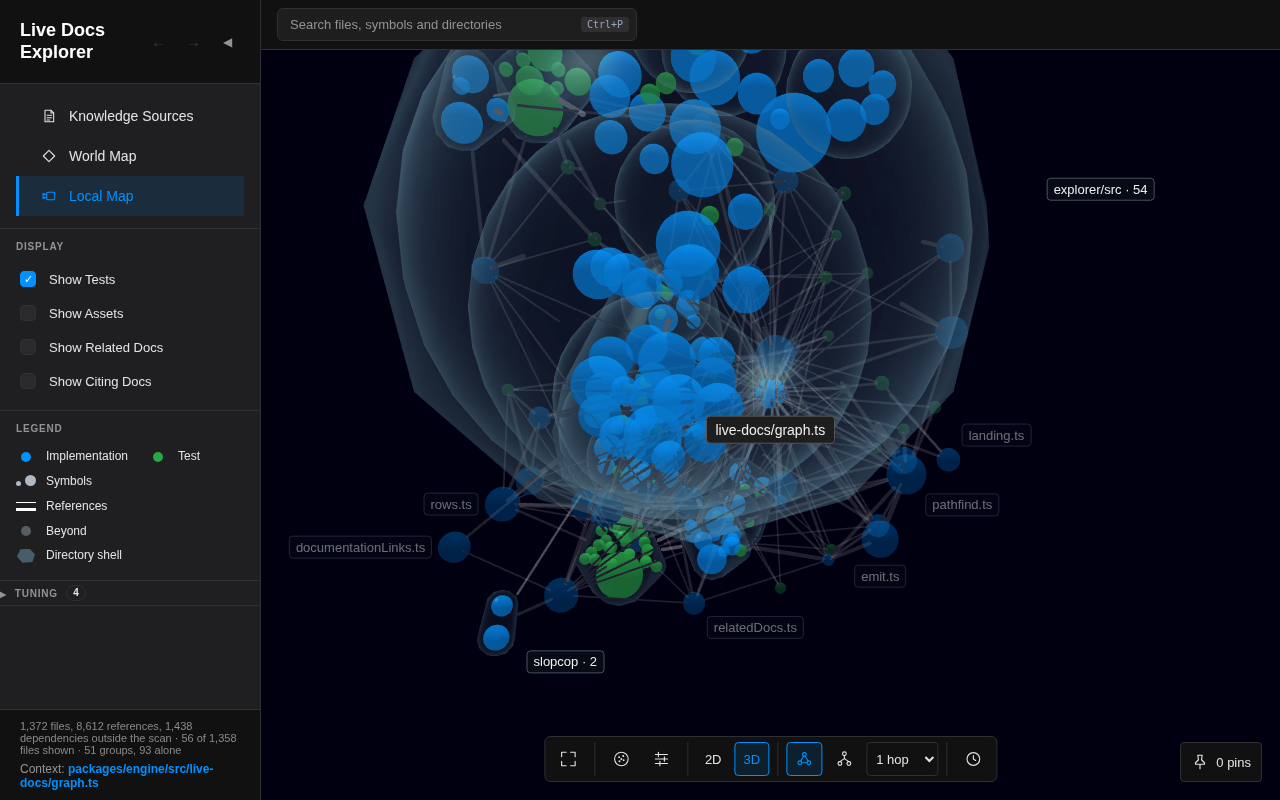 Live Docs
Explorer
← → ◀
Search files, symbols and directories
Ctrl+P
Knowledge Sources
World Map
Local Map
DISPLAY
Show Tests
Show Assets
Show Related Docs
Show Citing Docs
LEGEND
Implementation
Test
Symbols
References
Beyond
Directory shell
TUNING 4
1,372 files, 8,612 references, 1,438
dependencies outside the scan · 56 of 1,358
files shown · 51 groups, 93 alone
Context: packages/engine/src/live-
docs/graph.ts
explorer/src · 54
live-docs/graph.ts
landing.ts
rows.ts
pathfind.ts
documentationLinks.ts
emit.ts
relatedDocs.ts
slopcop · 2
2D
3D
1 hop
0 pins